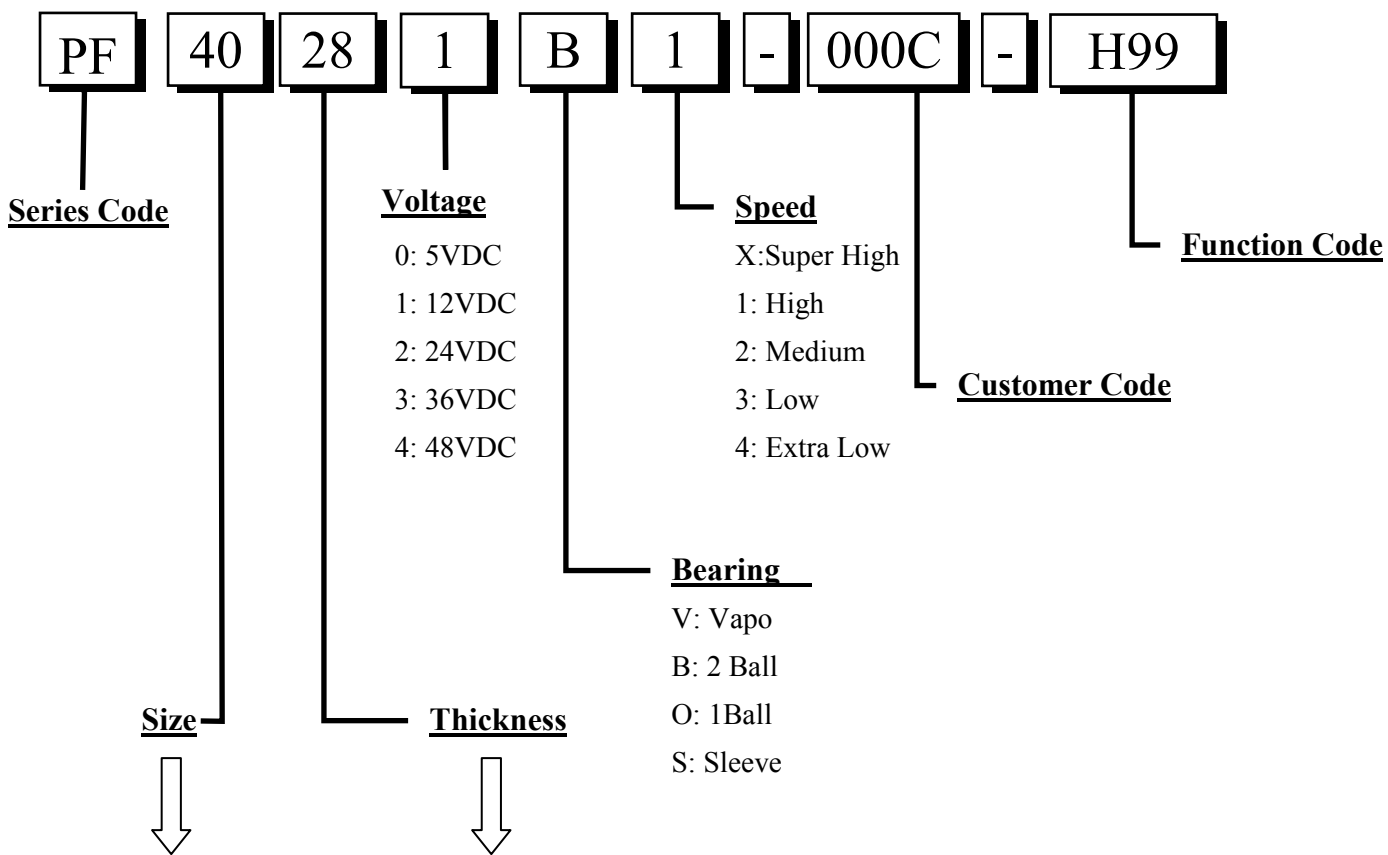 PF 40 28 1 B 1 - 000C - H99
Series Code
Voltage
0: 5VDC
1: 12VDC
2: 24VDC
3: 36VDC
4: 48VDC
Speed
X:Super High
1: High
2: Medium
3: Low
4: Extra Low
Function Code
Customer Code
Bearing
V: Vapo
B: 2 Ball
O: 1Ball
S: Sleeve
Size
Thickness